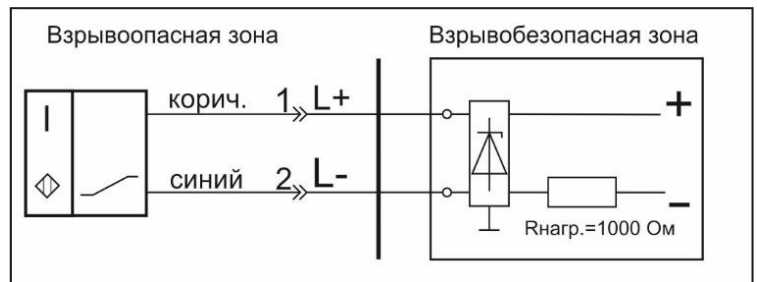 Взрывоопасная зона
Взрывобезопасная зона
I
корич. 1 L+
+
синий 2 L-
–
Rнагр.=1000 Ом